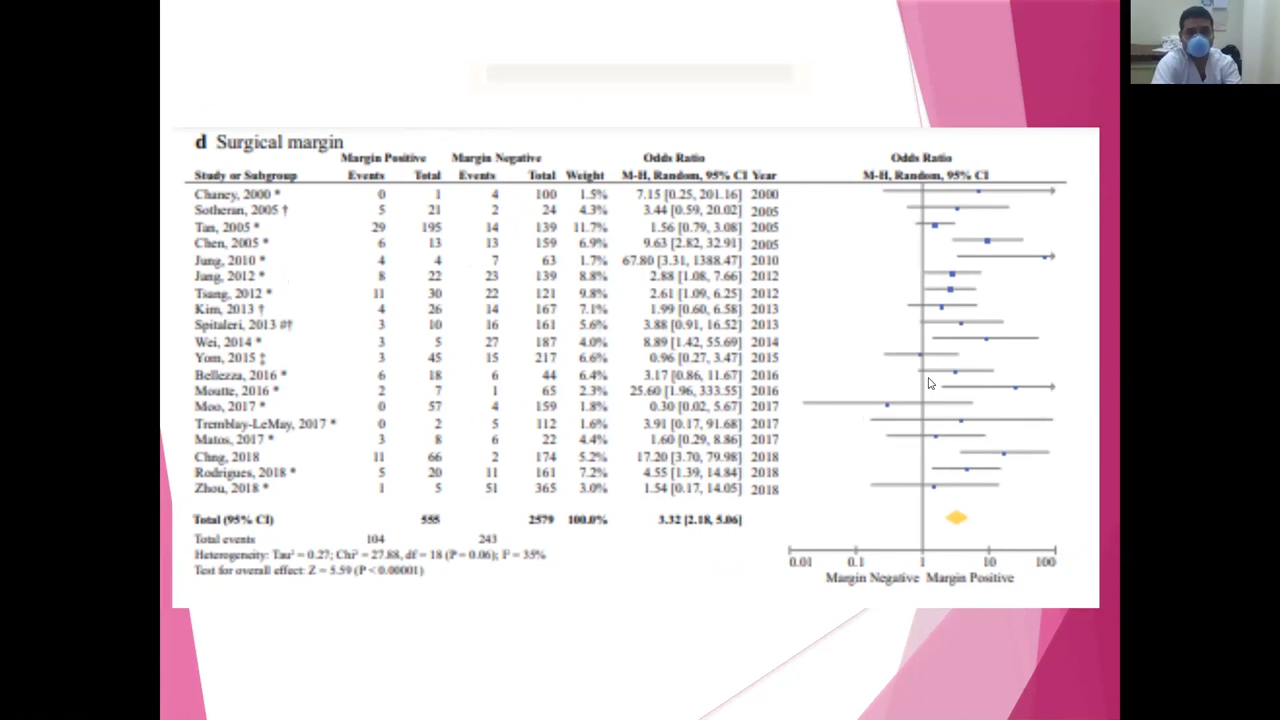 d Surgical margin
Margin Positive Margin Negative Odds Ratio Odds Ratio
Study or Subgroup Events Total Events Total Weight M-H, Random, 95% CI Year M-H, Random, 95% CI
Chaney, 2000 * 0 1 4 100 1.5% 7.15 [0.25, 201.16] 2000
Sotheran, 2005 † 5 21 2 24 4.3% 3.44 [0.59, 20.02] 2005
Tan, 2005 * 29 195 14 139 11.7% 1.56 [0.79, 3.08] 2005
Chen, 2005 * 6 13 13 159 6.9% 9.63 [2.82, 32.91] 2005
Jung, 2010 * 4 4 7 63 1.7% 67.80 [3.31, 1388.47] 2010
Jang, 2012 * 8 22 23 139 8.8% 2.88 [1.08, 7.66] 2012
Tsang, 2012 * 11 30 22 121 9.8% 2.61 [1.09, 6.25] 2012
Kim, 2013 † 4 26 14 167 7.1% 1.99 [0.60, 6.58] 2013
Spitaleri, 2013 #† 3 10 16 161 5.6% 3.88 [0.91, 16.52] 2013
Wei, 2014 * 3 5 27 187 4.0% 8.89 [1.42, 55.69] 2014
Yom, 2015 ‡ 3 45 15 217 6.6% 0.96 [0.27, 3.47] 2015
Bellezza, 2016 * 6 18 6 44 6.4% 3.17 [0.86, 11.67] 2016
Moutte, 2016 * 2 7 1 65 2.3% 25.60 [1.96, 333.55] 2016
Moo, 2017 * 0 57 4 159 1.8% 0.30 [0.02, 5.67] 2017
Tremblay-LeMay, 2017 * 0 2 5 112 1.6% 3.91 [0.17, 91.68] 2017
Matos, 2017 * 3 8 6 22 4.4% 1.60 [0.29, 8.86] 2017
Chng, 2018 11 66 2 174 5.2% 17.20 [3.70, 79.98] 2018
Rodrigues, 2018 * 5 20 11 161 7.2% 4.55 [1.39, 14.84] 2018
Zhou, 2018 * 1 5 51 365 3.0% 1.54 [0.17, 14.05] 2018
Total (95% CI) 555 2579 100.0% 3.32 [2.18, 5.06]
Total events 104 243
Heterogeneity: Tau² = 0.27; Chi² = 27.88, df = 18 (P = 0.06); I² = 35%
Test for overall effect: Z = 5.59 (P < 0.00001)
0.01 0.1 1 10 100
Margin Negative Margin Positive